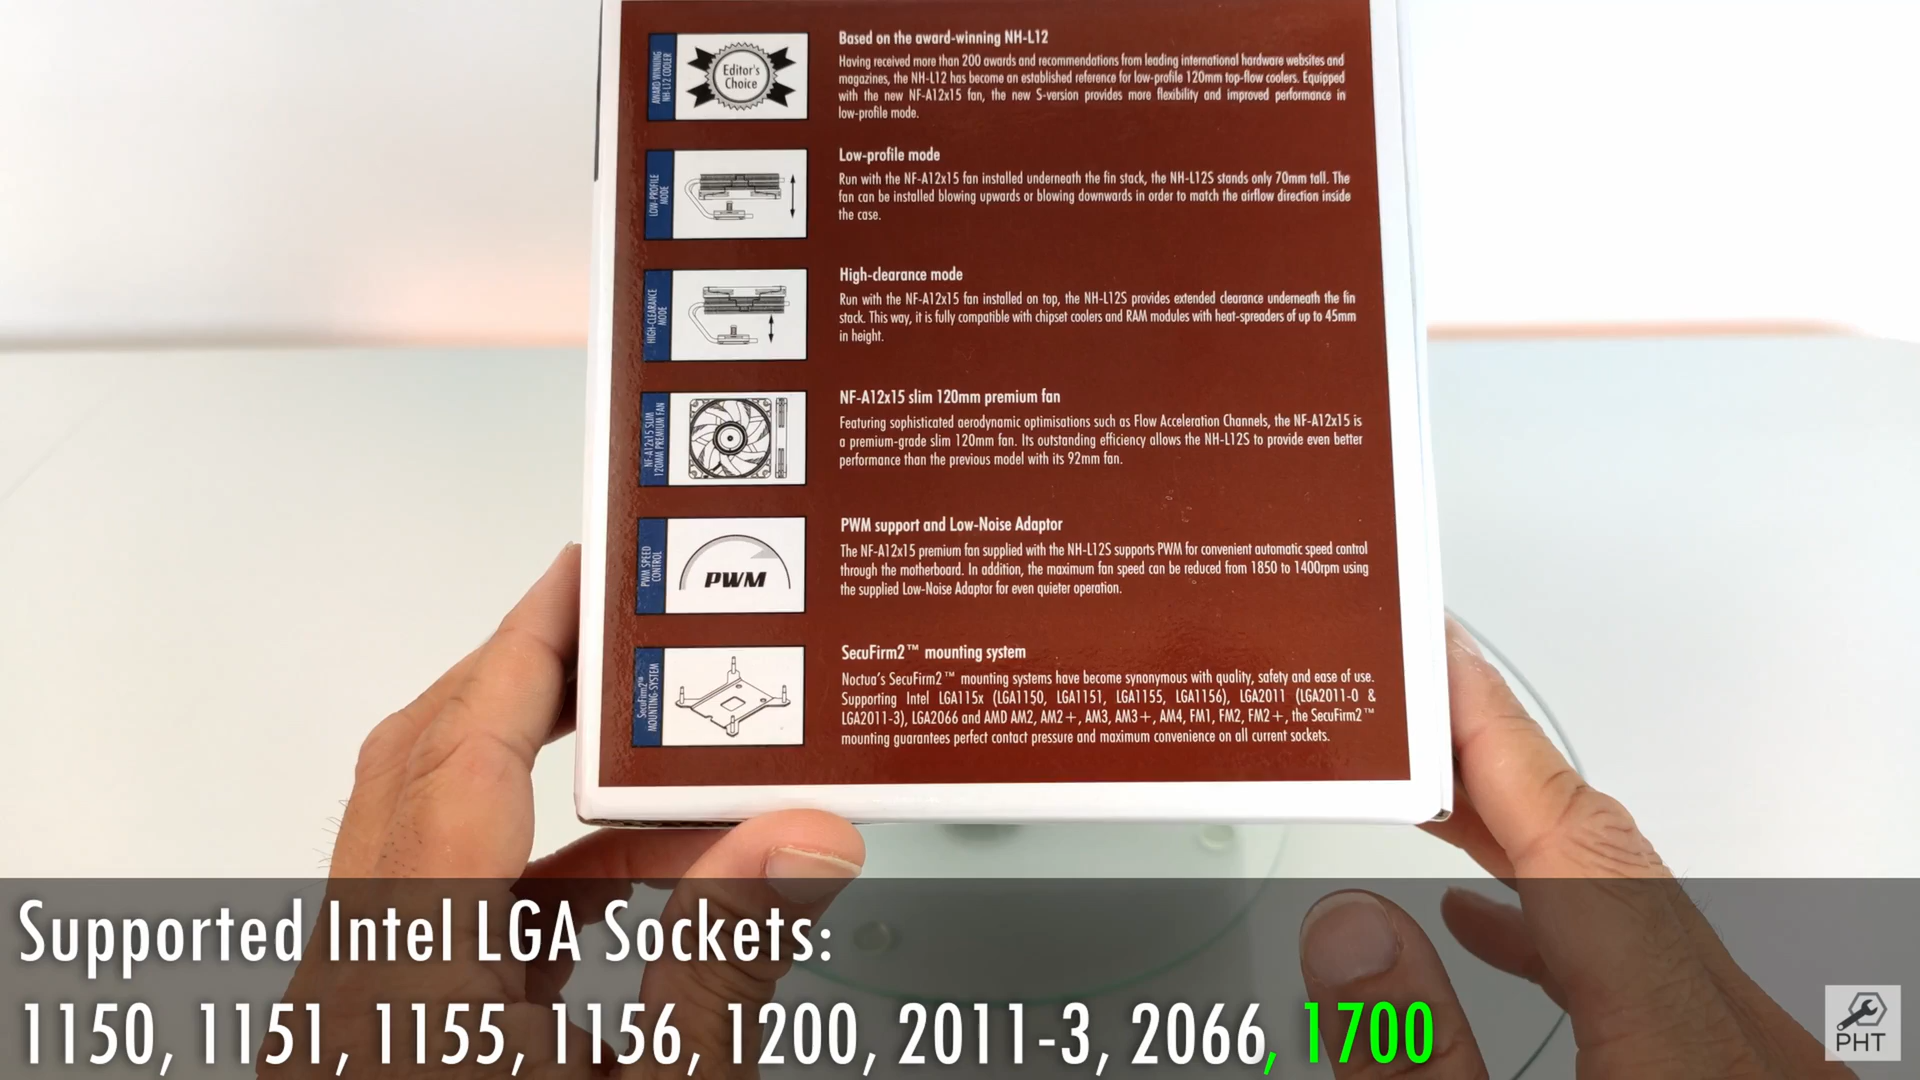 AWARD-WINNING
NH-L12 COOLER
Editor's
Choice
Based on the award-winning NH-L12
Having received more than 200 awards and recommendations from leading international hardware websites and
magazines, the NH-L12 has become an established reference for low-profile 120mm top-flow coolers. Equipped
with the new NF-A12x15 fan, the new S-version provides more flexibility and improved performance in
low-profile mode.
LOW-PROFILE
MODE
Low-profile mode
Run with the NF-A12x15 fan installed underneath the fin stack, the NH-L12S stands only 70mm tall. The
fan can be installed blowing upwards or blowing downwards in order to match the airflow direction inside
the case.
HIGH-CLEARANCE
MODE
High-clearance mode
Run with the NF-A12x15 fan installed on top, the NH-L12S provides extended clearance underneath the fin
stack. This way, it is fully compatible with chipset coolers and RAM modules with heat-spreaders of up to 45mm
in height.
NF-A12x15 SLIM
120MM PREMIUM FAN
NF-A12x15 slim 120mm premium fan
Featuring sophisticated aerodynamic optimisations such as Flow Acceleration Channels, the NF-A12x15 is
a premium-grade slim 120mm fan. Its outstanding efficiency allows the NH-L12S to provide even better
performance than the previous model with its 92mm fan.
PWM SPEED
CONTROL
PWM
PWM support and Low-Noise Adaptor
The NF-A12x15 premium fan supplied with the NH-L12S supports PWM for convenient automatic speed control
through the motherboard. In addition, the maximum fan speed can be reduced from 1850 to 1400rpm using
the supplied Low-Noise Adaptor for even quieter operation.
SecuFirm2™
MOUNTING-SYSTEM
SecuFirm2™ mounting system
Noctua's SecuFirm2™ mounting systems have become synonymous with quality, safety and ease of use.
Supporting Intel LGA115x (LGA1150, LGA1151, LGA1155, LGA1156), LGA2011 (LGA2011-0 &
LGA2011-3), LGA2066 and AMD AM2, AM2+, AM3, AM3+, AM4, FM1, FM2, FM2+, the SecuFirm2™
mounting guarantees perfect contact pressure and maximum convenience on all current sockets.
Supported Intel LGA Sockets:
1150, 1151, 1155, 1156, 1200, 2011-3, 2066, 1700
PHT